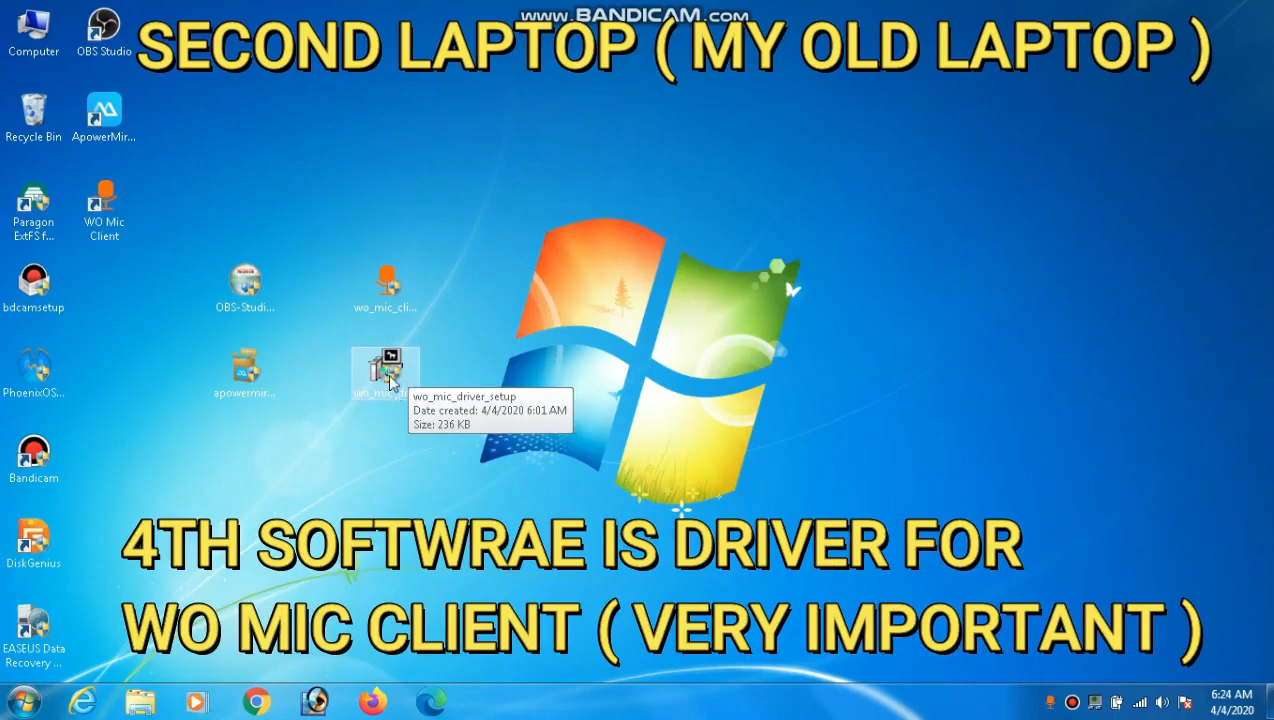 www.BANDICAM.com
SECOND LAPTOP ( MY OLD LAPTOP )
Computer
OBS Studio
Recycle Bin
ApowerMir...
Paragon
ExtFS f...
WO Mic
Client
bdcamsetup
OBS-Studi...
wo_mic_cli...
PhoenixOS...
apowermir...
wo_mic_driver_setup
Date created: 4/4/2020 6:01 AM
Size: 236 KB
Bandicam
4TH SOFTWRAE IS DRIVER FOR
DiskGenius
WO MIC CLIENT ( VERY IMPORTANT )
EASEUS Data
Recovery ...
6:24 AM
4/4/2020